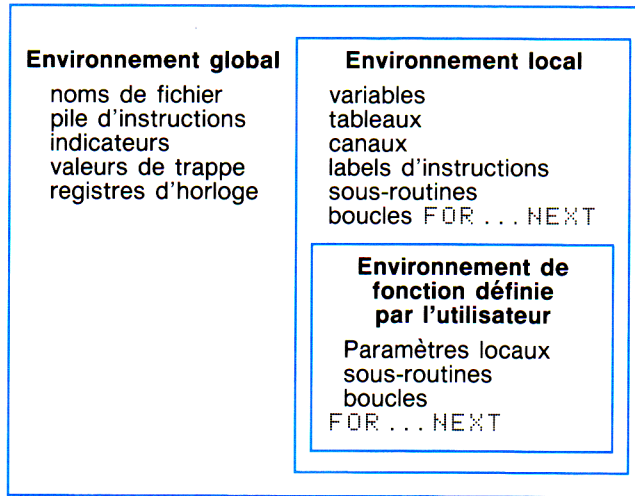 Environnement global
noms de fichier
pile d'instructions
indicateurs
valeurs de trappe
registres d'horloge
Environnement local
variables
tableaux
canaux
labels d'instructions
sous-routines
boucles FOR ... NEXT
Environnement de
fonction définie
par l'utilisateur
Paramètres locaux
sous-routines
boucles
FOR ... NEXT